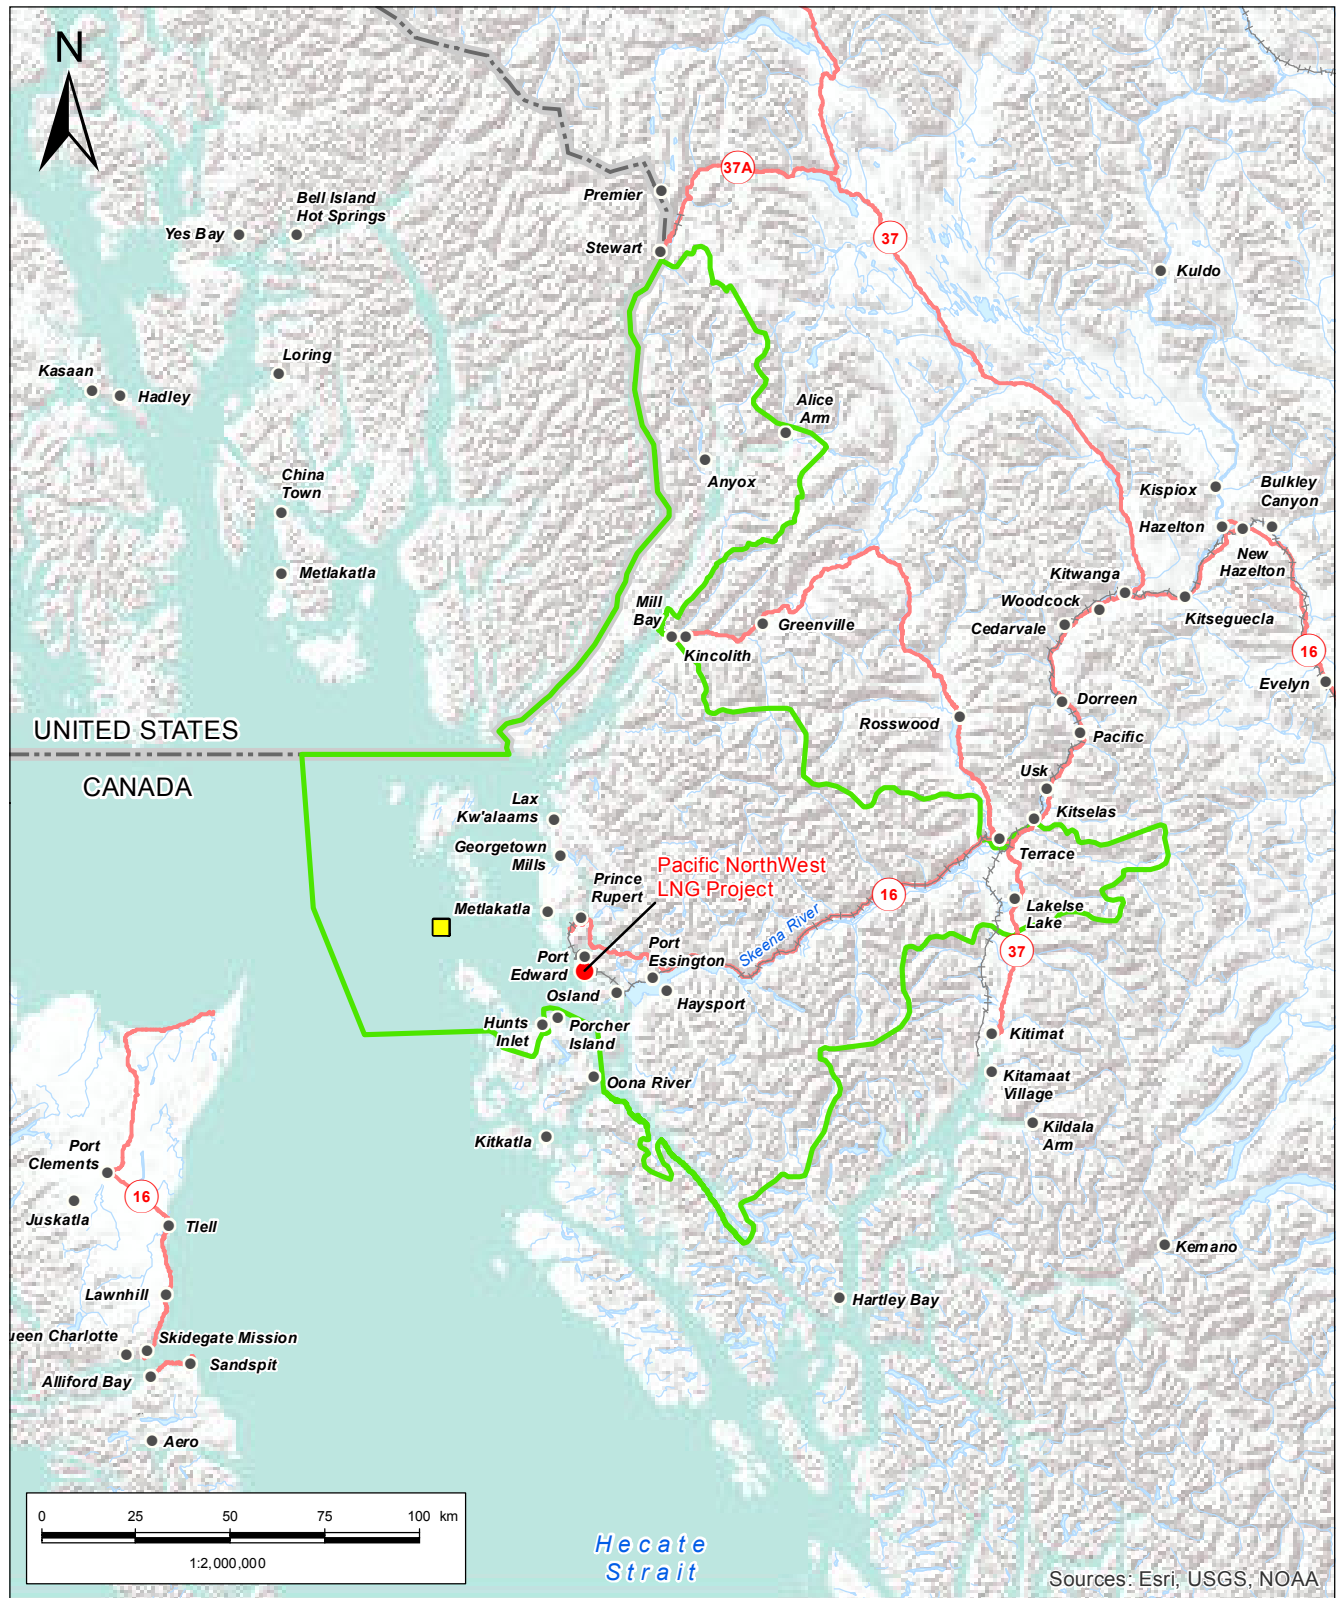 N
37A
Premier
Bell Island
Hot Springs
Yes Bay
Stewart
37
Kuldo
Loring
Kasaan
Hadley
Alice
Arm
China
Town
Anyox
Kispiox
Bulkley
Canyon
Hazelton
New
Hazelton
Metlakatla
Kitwanga
Woodcock
Mill
Bay
Greenville
Cedarvale
Kitseguecla
Kincolith
16
Evelyn
Dorreen
Rosswood
Pacific
UNITED STATES
CANADA
Usk
Lax
Kw'alaams
Kitselas
Georgetown
Mills
Terrace
Pacific NorthWest
LNG Project
Prince
Rupert
16
Metlakatla
Lakelse
Lake
Skeena River
37
Port
Essington
Port
Edward
Osland
Haysport
Hunts
Inlet
Porcher
Island
Kitimat
Kitamaat
Village
Oona River
Kildala
Arm
Kitkatla
Port
Clements
16
Juskatla
Tlell
Kemano
Lawnhill
Hartley Bay
ueen Charlotte
Skidegate Mission
Sandspit
Alliford Bay
Aero
0 25 50 75 100 km
1:2,000,000
Hecate
Strait
Sources: Esri, USGS, NOAA